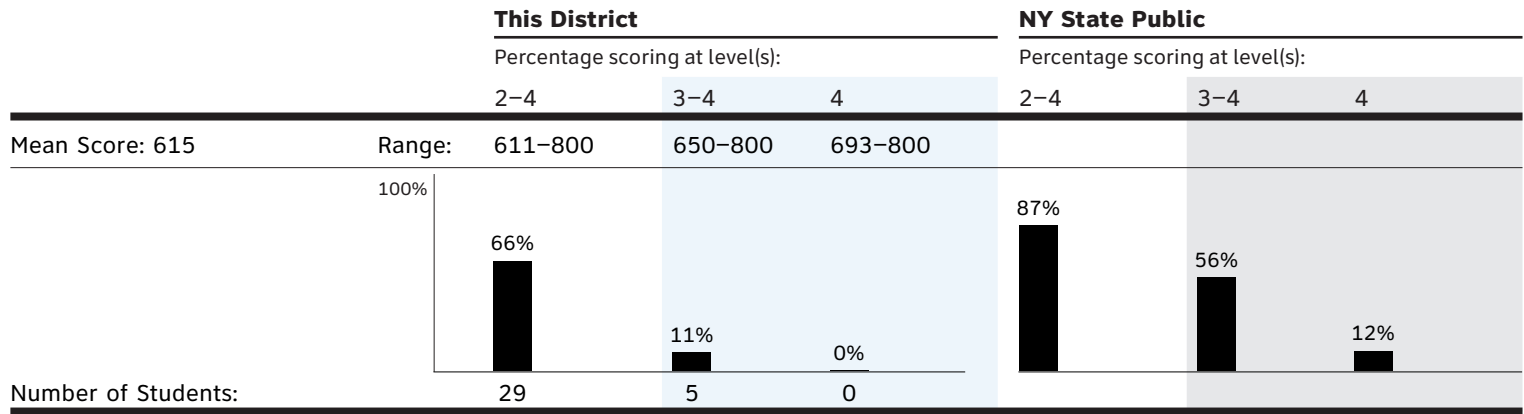 This District NY State Public
Percentage scoring at level(s): Percentage scoring at level(s):
2–4 3–4 4 2–4 3–4 4
Mean Score: 615 Range: 611–800 650–800 693–800
100%
87%
66%
56%
11%
12%
0%
Number of Students: 29 5 0